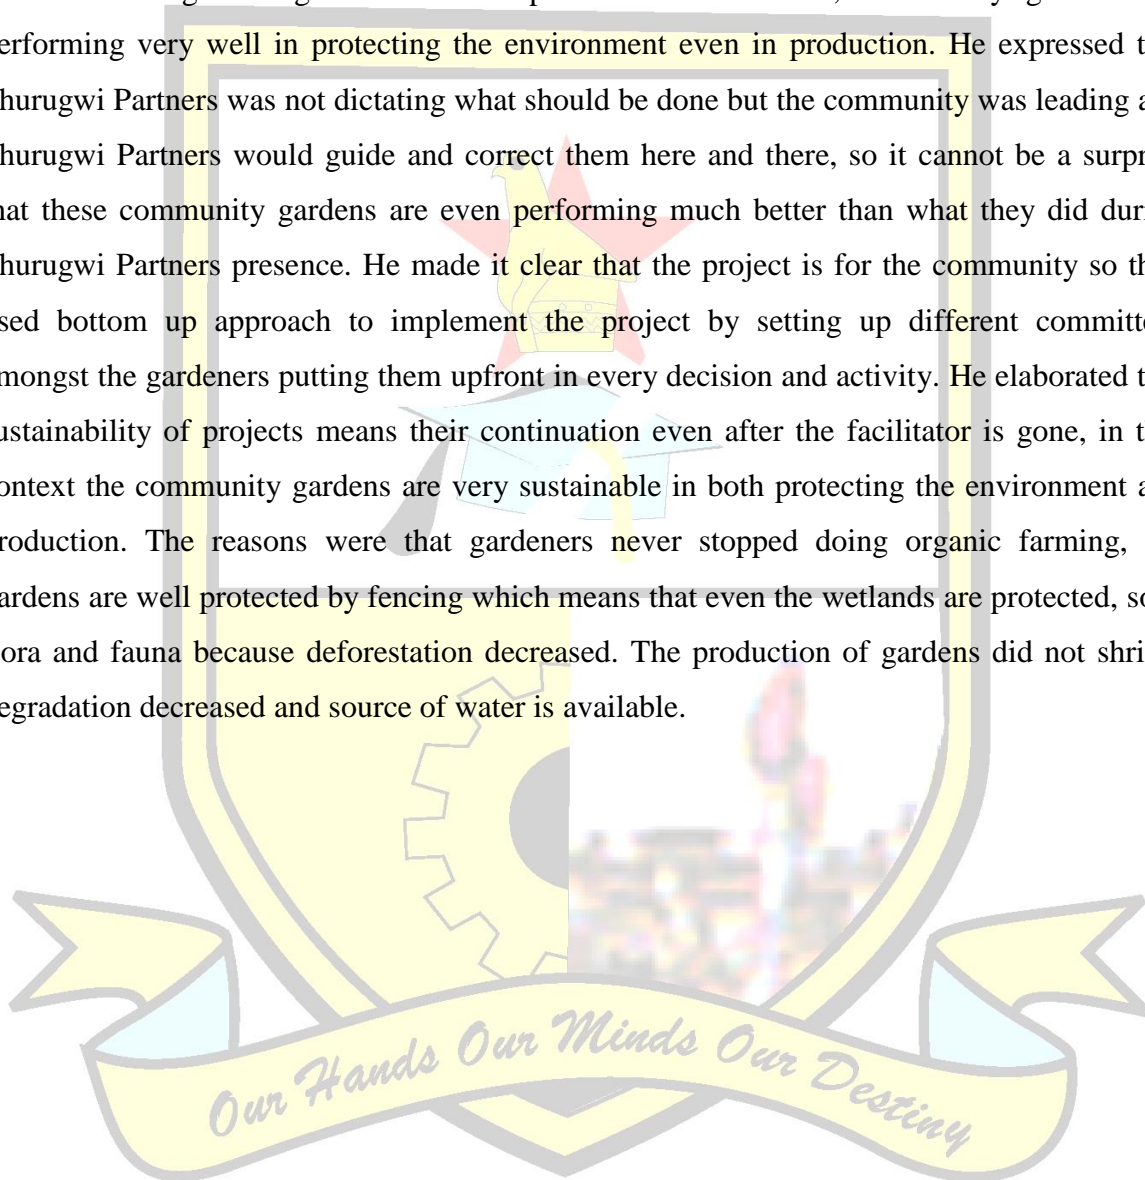 erforming very well in protecting the environment even in production. He expressed t
hurugwi Partners was not dictating what should be done but the community was leading a
hurugwi Partners would guide and correct them here and there, so it cannot be a surpr
hat these community gardens are even performing much better than what they did duri
hurugwi Partners presence. He made it clear that the project is for the community so th
sed bottom up approach to implement the project by setting up different committe
mongst the gardeners putting them upfront in every decision and activity. He elaborated t
ustainability of projects means their continuation even after the facilitator is gone, in t
ontext the community gardens are very sustainable in both protecting the environment a
roduction. The reasons were that gardeners never stopped doing organic farming,
ardens are well protected by fencing which means that even the wetlands are protected, so
ora and fauna because deforestation decreased. The production of gardens did not shri
egradation decreased and source of water is available.
Our Hands Our Minds Our Destiny